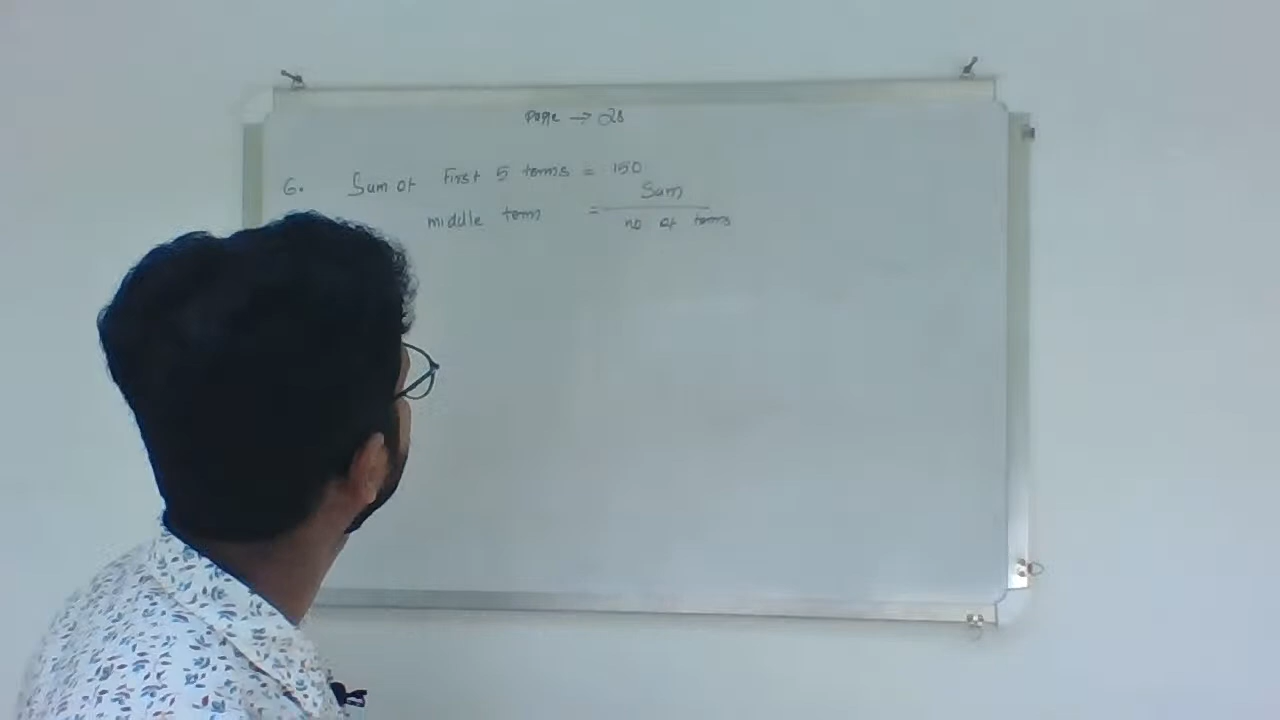 page → 28
6. Sum of First 5 terms = 150
middle term = Sum / no of terms